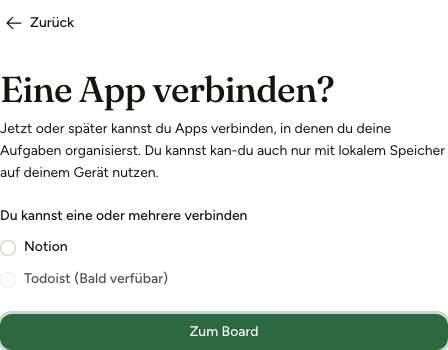 Zurück
Eine App verbinden?
Jetzt oder später kannst du Apps verbinden, in denen du deine
Aufgaben organisierst. Du kannst kan-du auch nur mit lokalem Speicher
auf deinem Gerät nutzen.
Du kannst eine oder mehrere verbinden
Notion
Todoist (Bald verfübar)
Zum Board